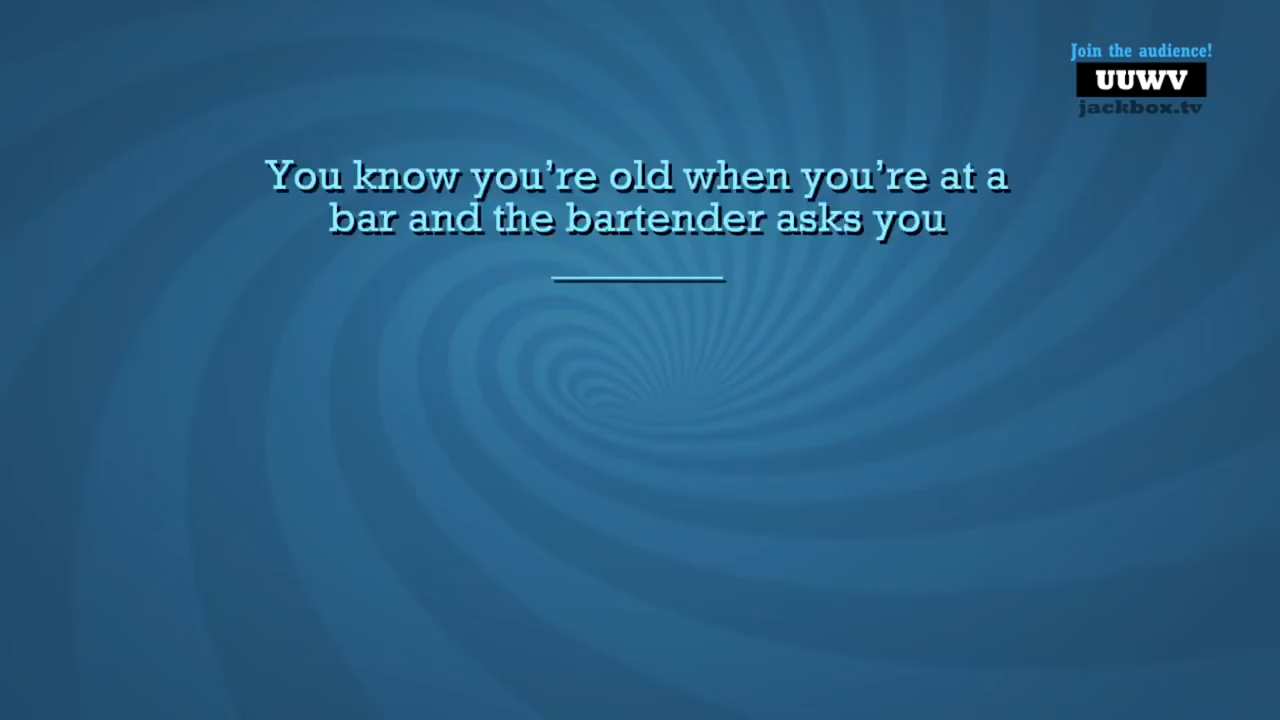 Join the audience!
UUWV
jackbox.tv
You know you’re old when you’re at a
bar and the bartender asks you